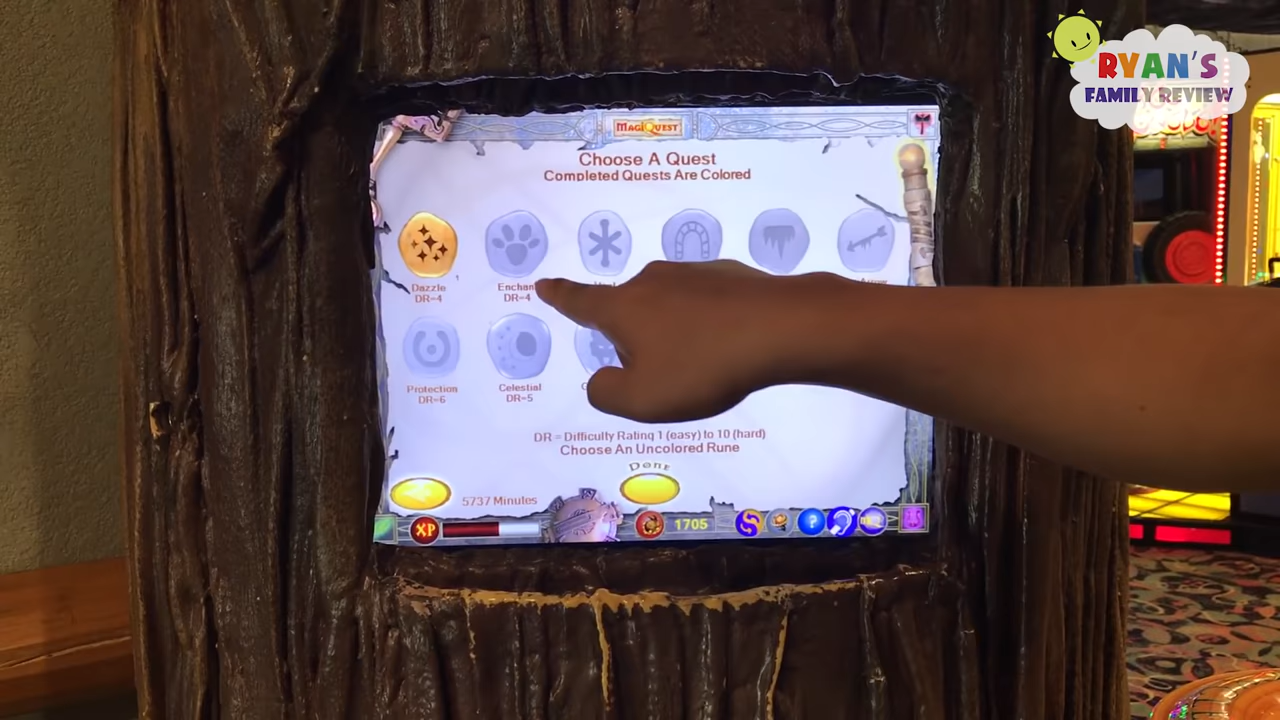 RYAN'S
FAMILY REVIEW
MAGIQUEST
Choose A Quest
Completed Quests Are Colored
Dazzle
DR=4
Enchan
DR=4
Protection
DR=6
Celestial
DR=5
DR = Difficulty Rating 1 (easy) to 10 (hard)
Choose An Uncolored Rune
DONE
5737 Minutes
XP
1705
?